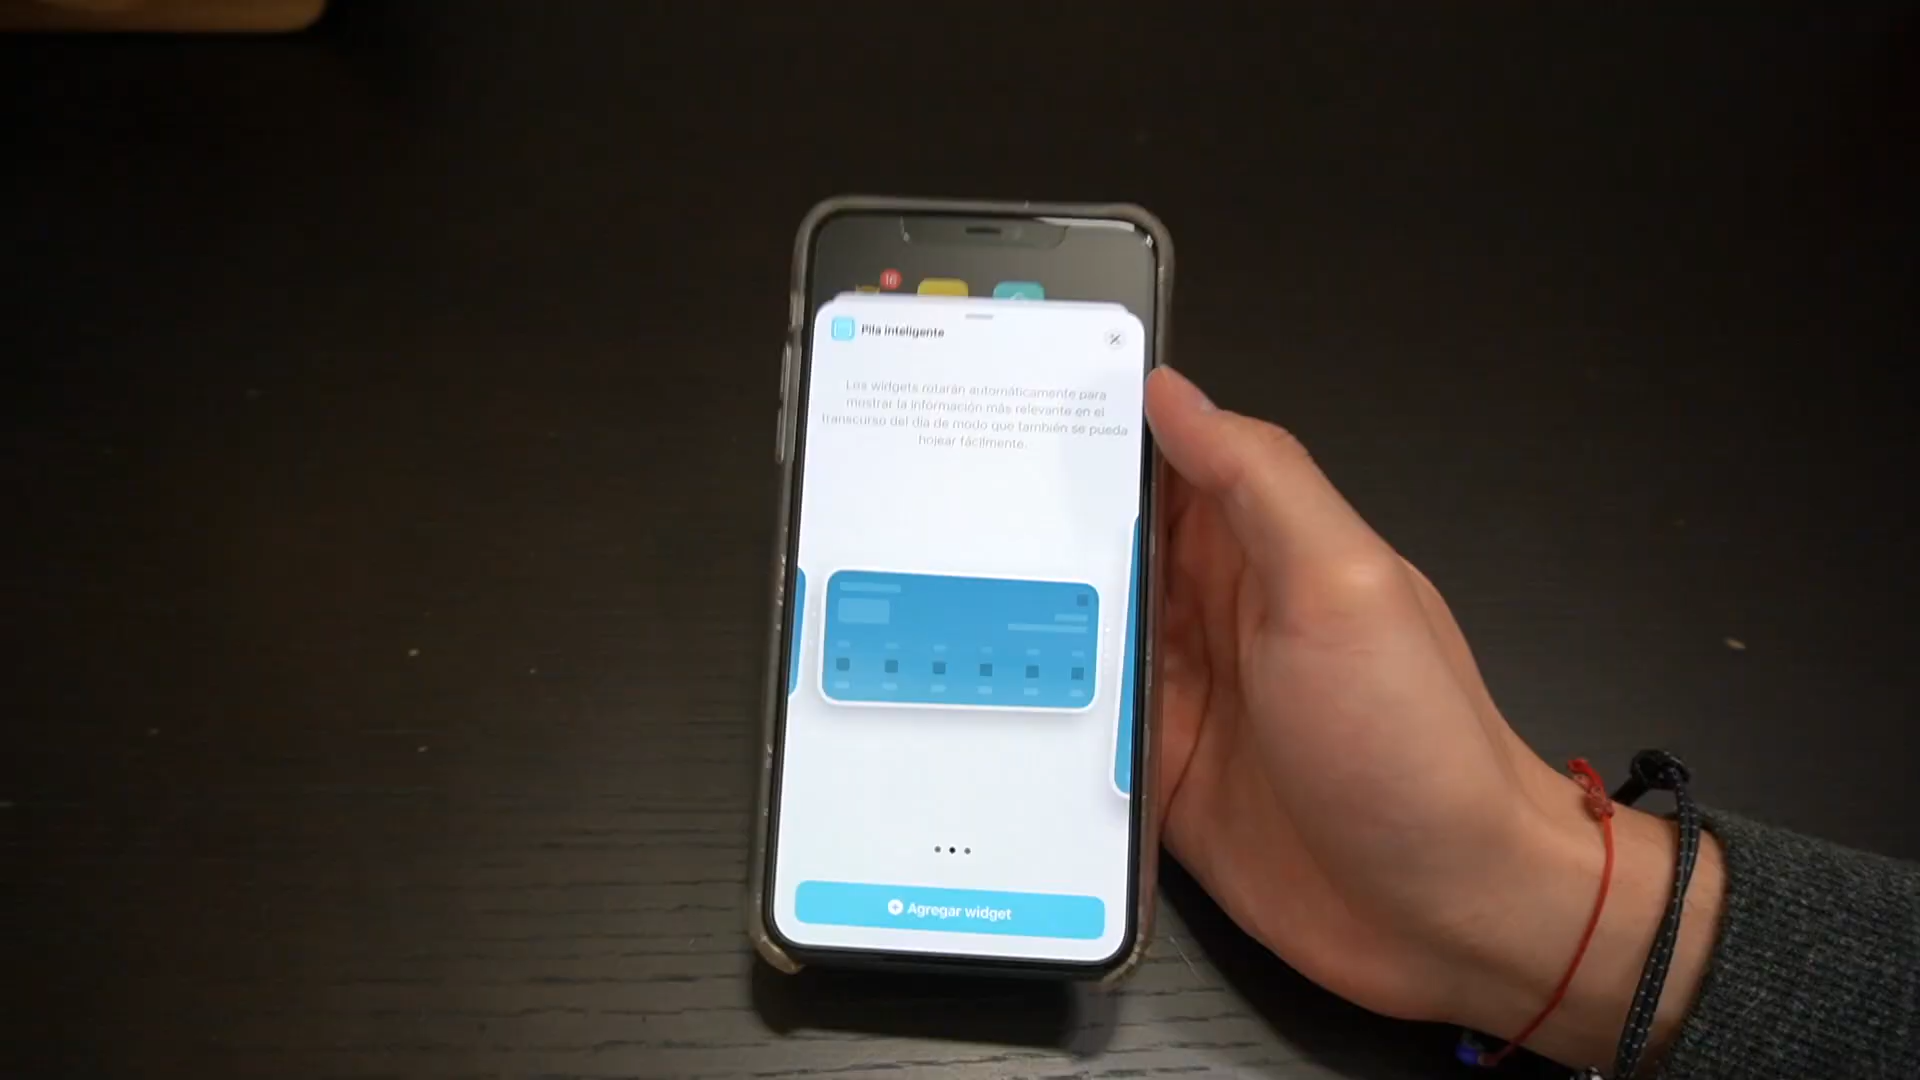 16
Pila inteligente
Los widgets rotarán automáticamente para
mostrar la información más relevante en el
transcurso del día de modo que también se pueda
hojear fácilmente.
Agregar widget